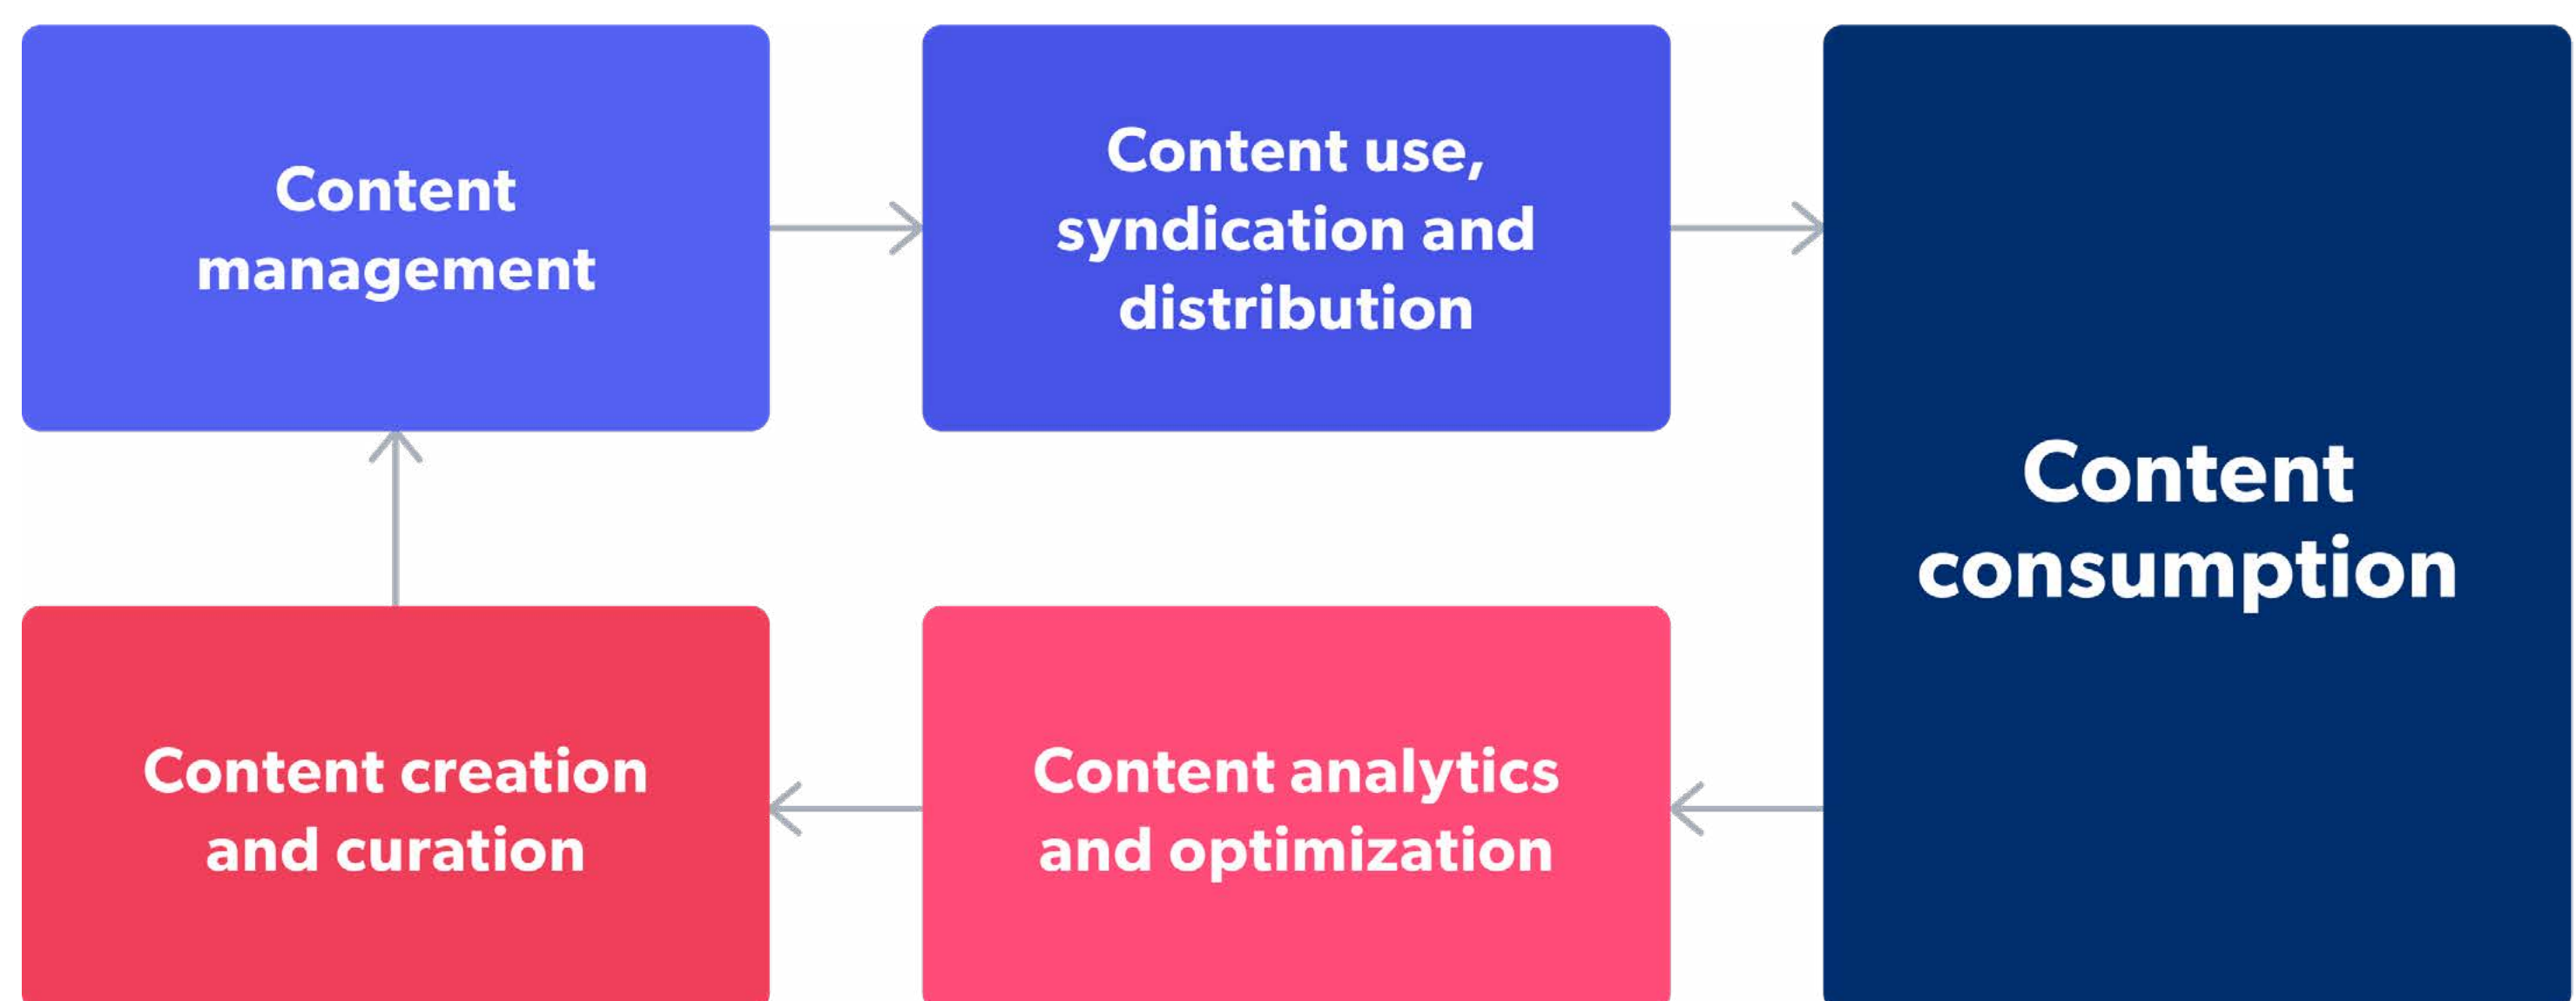 Content
management
Content use,
syndication and
distribution
Content
consumption
Content creation
and curation
Content analytics
and optimization